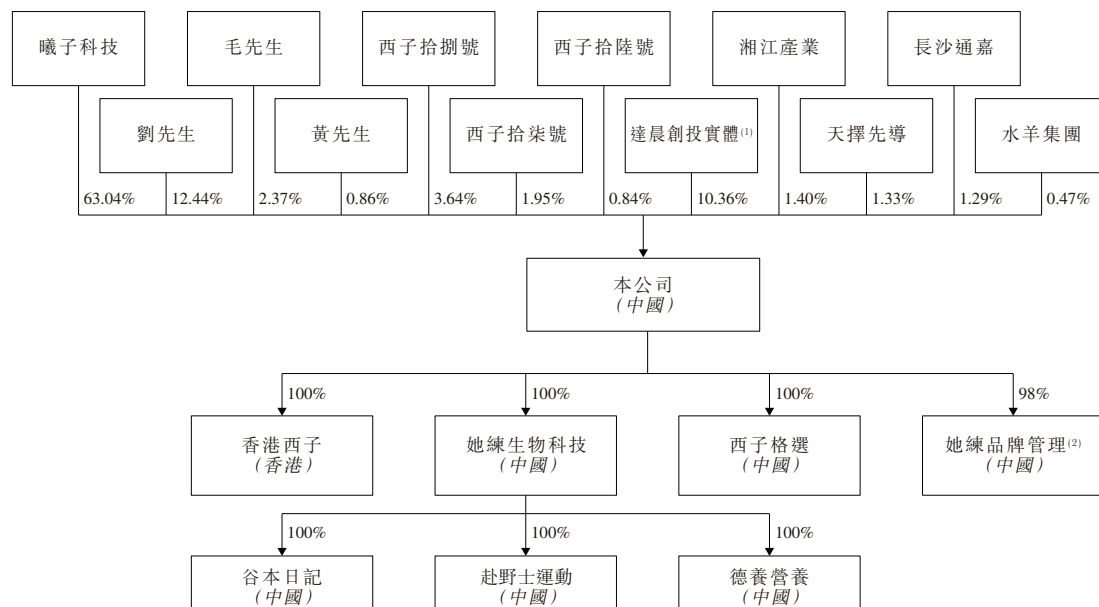 曦子科技
毛先生
西子拾捌號
西子拾陸號
湘江產業
長沙通嘉
劉先生
黃先生
西子拾柒號
達晨創投實體(1)
天擇先導
水羊集團
63.04%
12.44%
2.37%
0.86%
3.64%
1.95%
0.84%
10.36%
1.40%
1.33%
1.29%
0.47%
本公司
(中國)
100%
100%
100%
98%
香港西子
(香港)
她練生物科技
(中國)
西子格選
(中國)
她練品牌管理(2)
(中國)
100%
100%
100%
谷本日記
(中國)
赴野士運動
(中國)
德養營養
(中國)